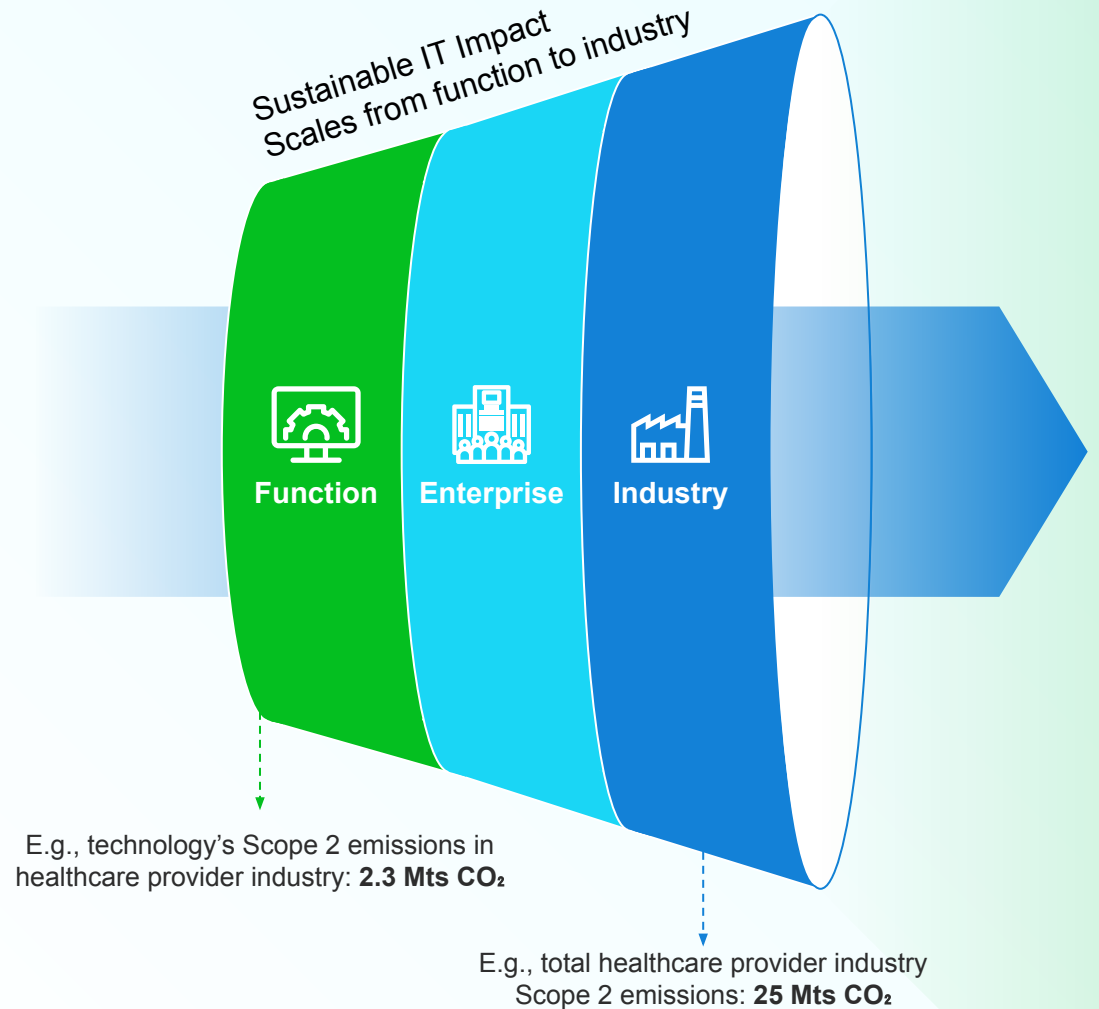 Sustainable IT Impact
Scales from function to industry
Function
Enterprise
Industry
E.g., technology’s Scope 2 emissions in
healthcare provider industry: 2.3 Mts CO₂
E.g., total healthcare provider industry
Scope 2 emissions: 25 Mts CO₂